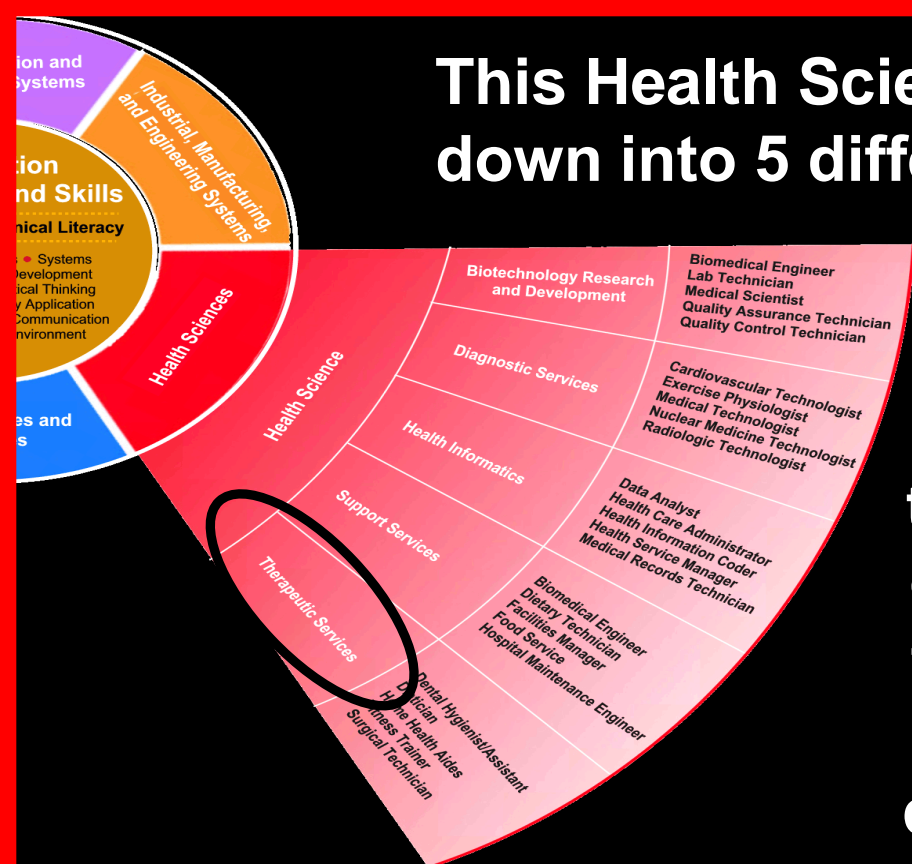 This Health Scie
down into 5 diffe
ion and
Systems
Industrial, Manufacturing,
and Engineering Systems
tion
nd Skills
nical Literacy
s • Systems
Development
ical Thinking
y Application
Communication
nvironment
Health Sciences
es and
s
Health Science
Biotechnology Research
and Development
Biomedical Engineer
Lab Technician
Medical Scientist
Quality Assurance Technician
Quality Control Technician
Diagnostic Services
Cardiovascular Technologist
Exercise Physiologist
Medical Technologist
Nuclear Medicine Technologist
Radiologic Technologist
Health Informatics
Data Analyst
Health Care Administrator
Health Information Coder
Health Service Manager
Medical Records Technician
Support Services
Biomedical Engineer
Dietary Technician
Facilities Manager
Food Service
Hospital Maintenance Engineer
Therapeutic Services
Dental Hygienist/Assistant
Dietician
Home Health Aides
Fitness Trainer
Surgical Technician